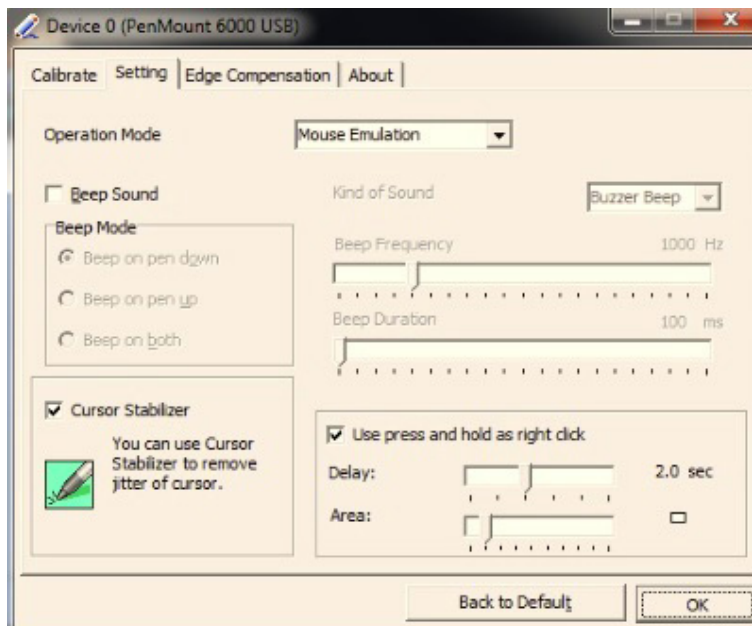 Device 0 (PenMount 6000 USB)
Calibrate Setting Edge Compensation About
Operation Mode Mouse Emulation
Beep Sound Kind of Sound Buzzer Beep
Beep Mode
Beep on pen down
Beep on pen up
Beep on both
Beep Frequency 1000 Hz
Beep Duration 100 ms
Cursor Stabilizer
You can use Cursor
Stabilizer to remove
jitter of cursor.
Use press and hold as right click
Delay: 2.0 sec
Area:
Back to Default OK